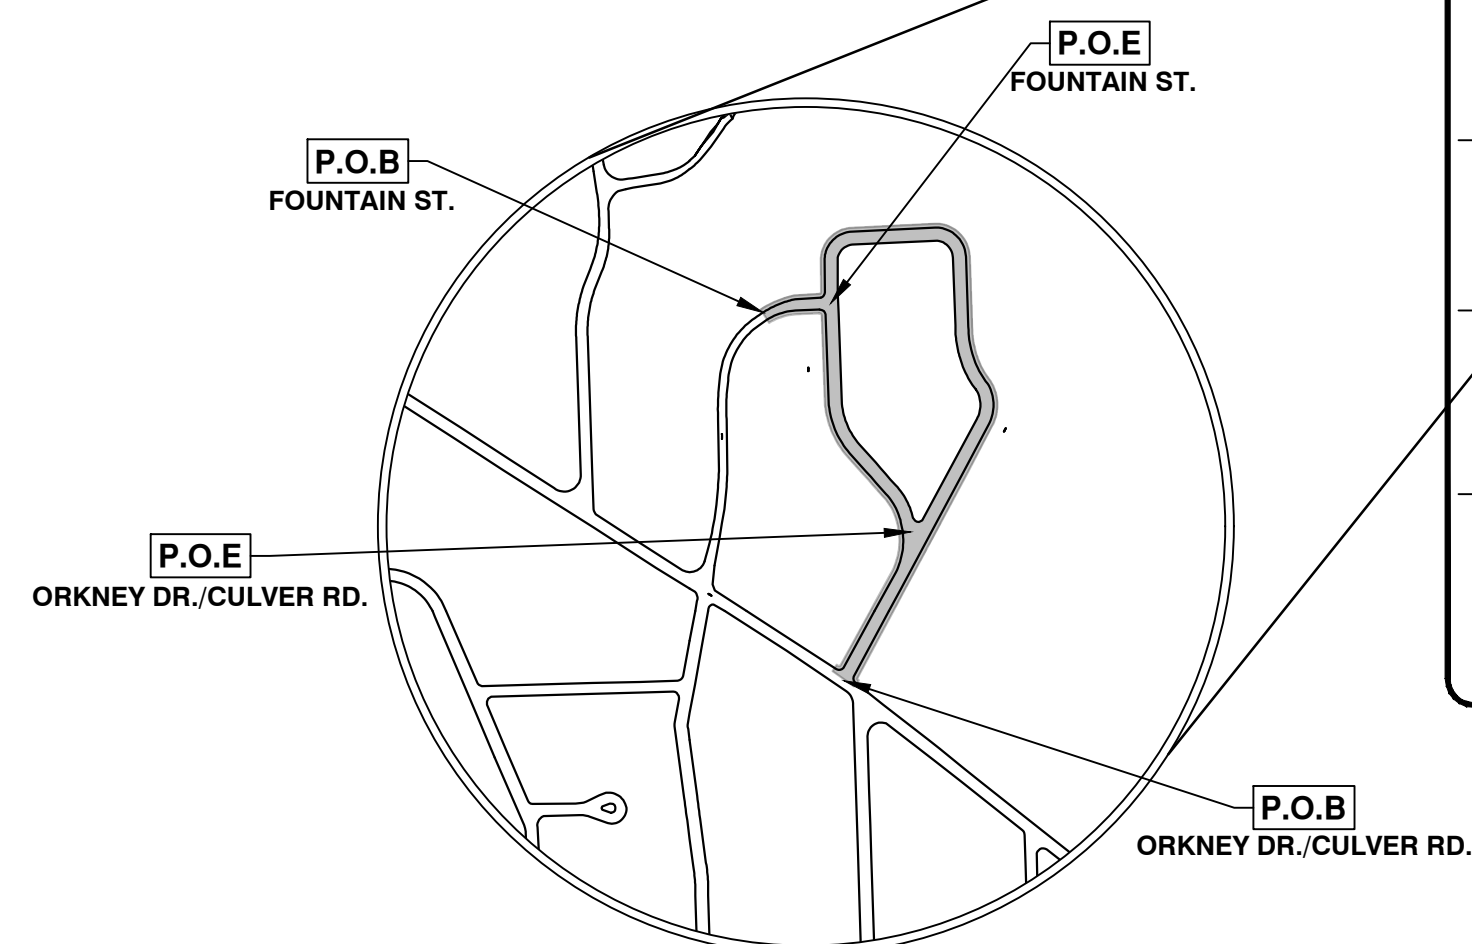 P.O.E
FOUNTAIN ST.
P.O.B
FOUNTAIN ST.
P.O.E
ORKNEY DR./CULVER RD.
P.O.B
ORKNEY DR./CULVER RD.